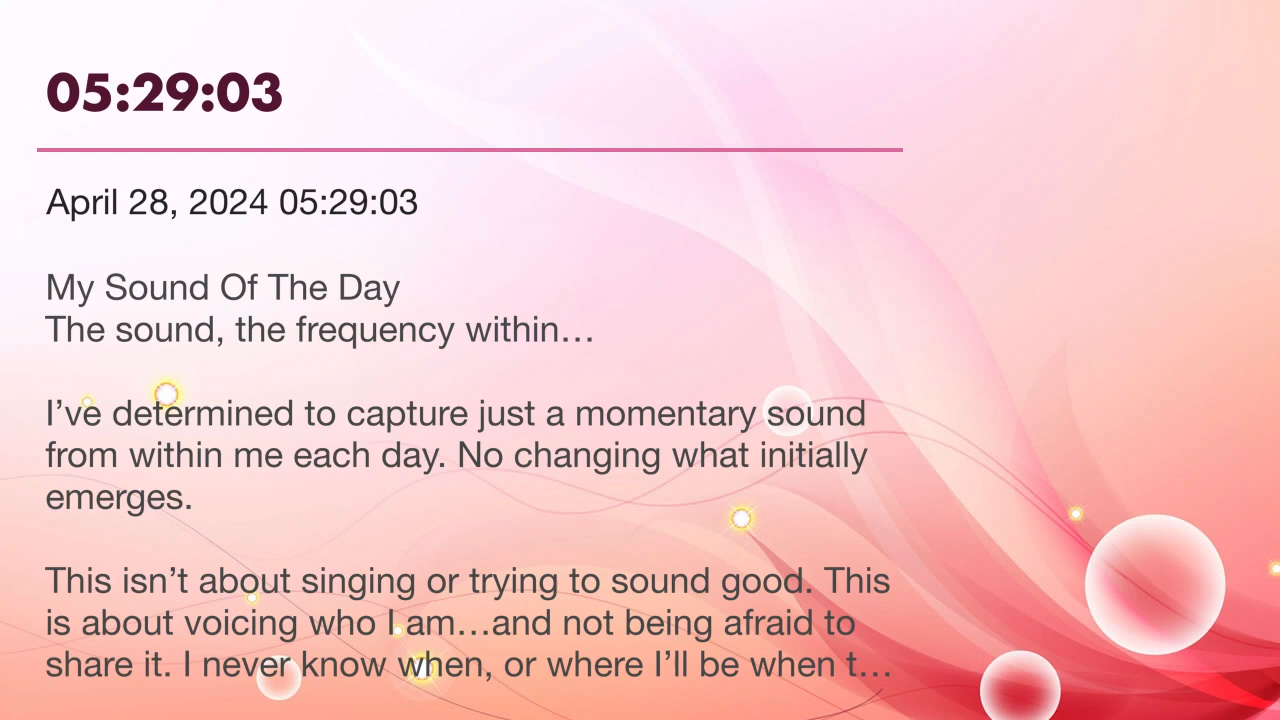 05:29:03
April 28, 2024 05:29:03
My Sound Of The Day
The sound, the frequency within…
I’ve determined to capture just a momentary sound
from within me each day. No changing what initially
emerges.
This isn’t about singing or trying to sound good. This
is about voicing who I am…and not being afraid to
share it. I never know when, or where I’ll be when t…